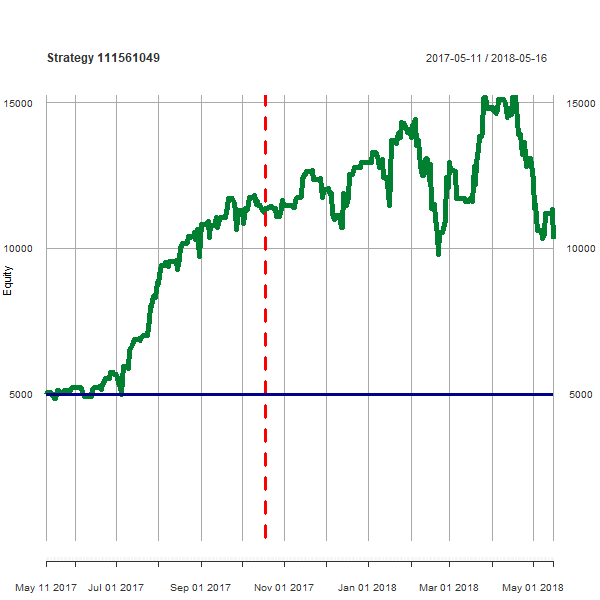 Strategy 111561049
2017-05-11 / 2018-05-16
15000 15000
10000 10000
Equity
5000 5000
May 11 2017 Jul 01 2017 Sep 01 2017 Nov 01 2017 Jan 01 2018 Mar 01 2018 May 01 2018